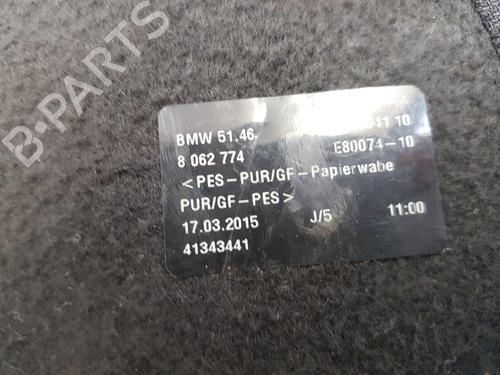 B-PARTS
BMW 51.46- 10
8 062 774 E80074-10
<PES-PUR/GF-Papierwabe
PUR/GF-PES>
17.03.2015 J/5 11:00
41343441